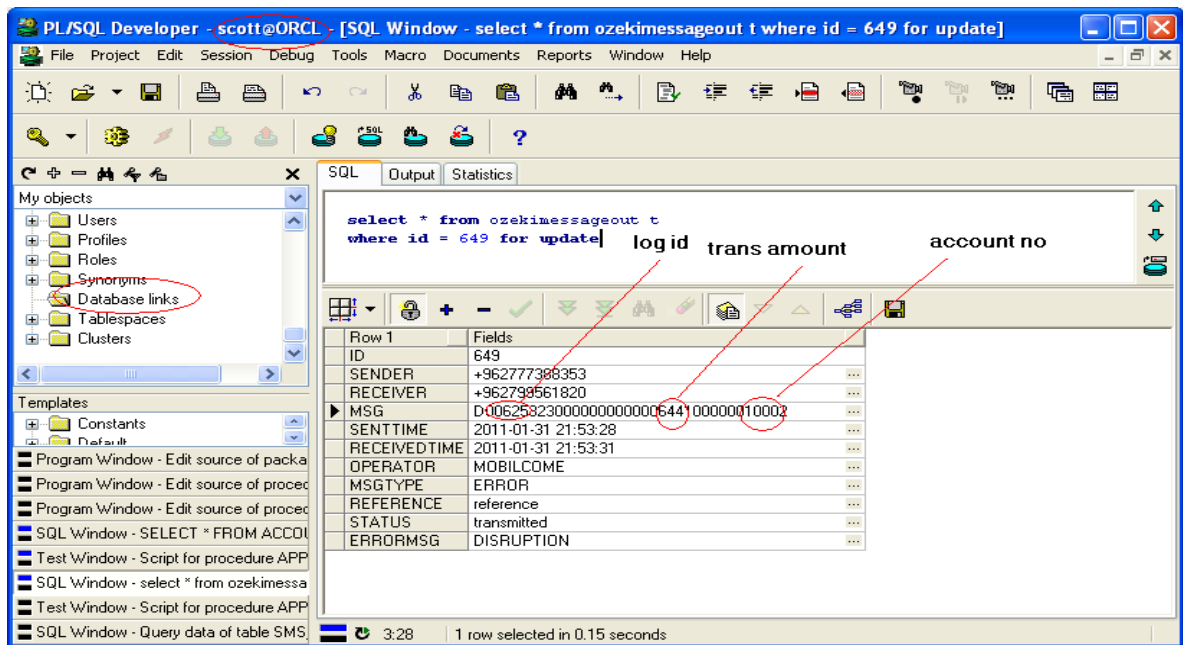 PL/SQL Developer - scott@ORCL - [SQL Window - select * from ozekimessageout t where id = 649 for update]
File Project Edit Session Debug Tools Macro Documents Reports Window Help
My objects
Users
Profiles
Roles
Synonyms
Database links
Tablespaces
Clusters
Templates
Constants
Default
Program Window - Edit source of packa
Program Window - Edit source of proced
Program Window - Edit source of proced
SQL Window - SELECT * FROM ACCOU
Test Window - Script for procedure APP
SQL Window - select * from ozekimessa
Test Window - Script for procedure APP
SQL Window - Query data of table SMS_
SQL Output Statistics
select * from ozekimessageout t
where id = 649 for update
log id trans amount account no
Row 1 Fields
ID 649
SENDER +962777388353
RECEIVER +962799561820
MSG
SENTTIME 2011-01-31 21:53:28
RECEIVEDTIME 2011-01-31 21:53:31
OPERATOR MOBILCOME
MSGTYPE ERROR
REFERENCE reference
STATUS transmitted
ERRORMSG DISRUPTION
3:28 1 row selected in 0.15 seconds